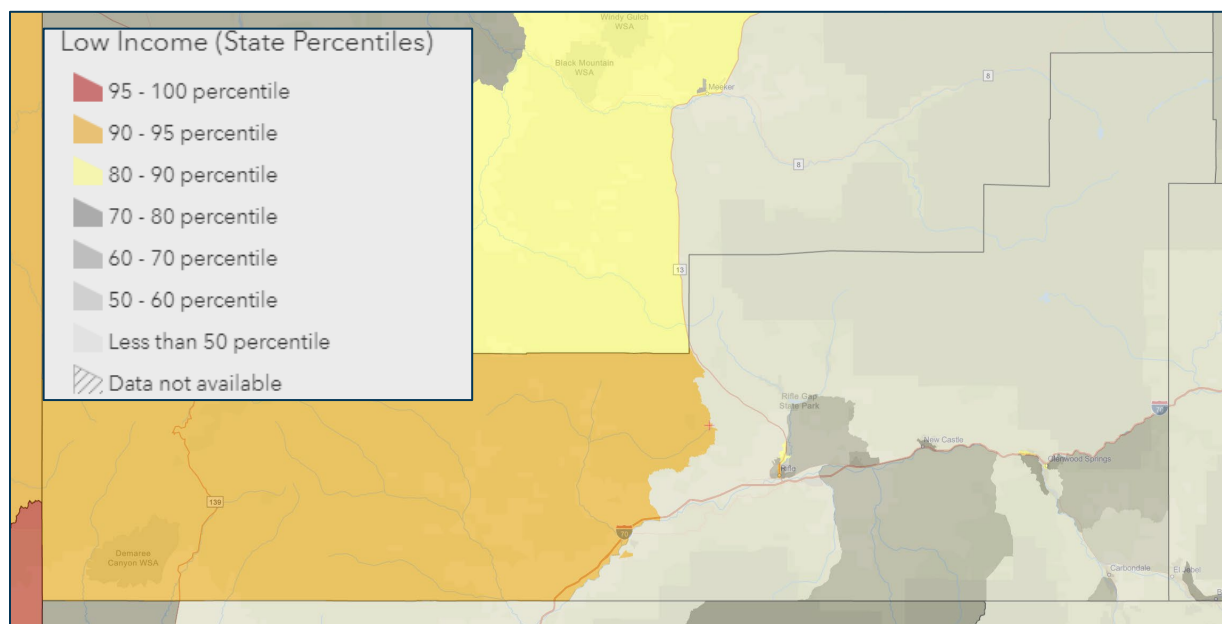 Low Income (State Percentiles)
95 - 100 percentile
90 - 95 percentile
80 - 90 percentile
70 - 80 percentile
60 - 70 percentile
50 - 60 percentile
Less than 50 percentile
Data not available
Windy Gulch
WSA
Black Mountain
WSA
Meeker
8
8
13
Rifle Gap
State Park
70
New Castle
Glenwood Springs
Rifle
139
70
Demaree
Canyon WSA
Carbondale
El Jebel